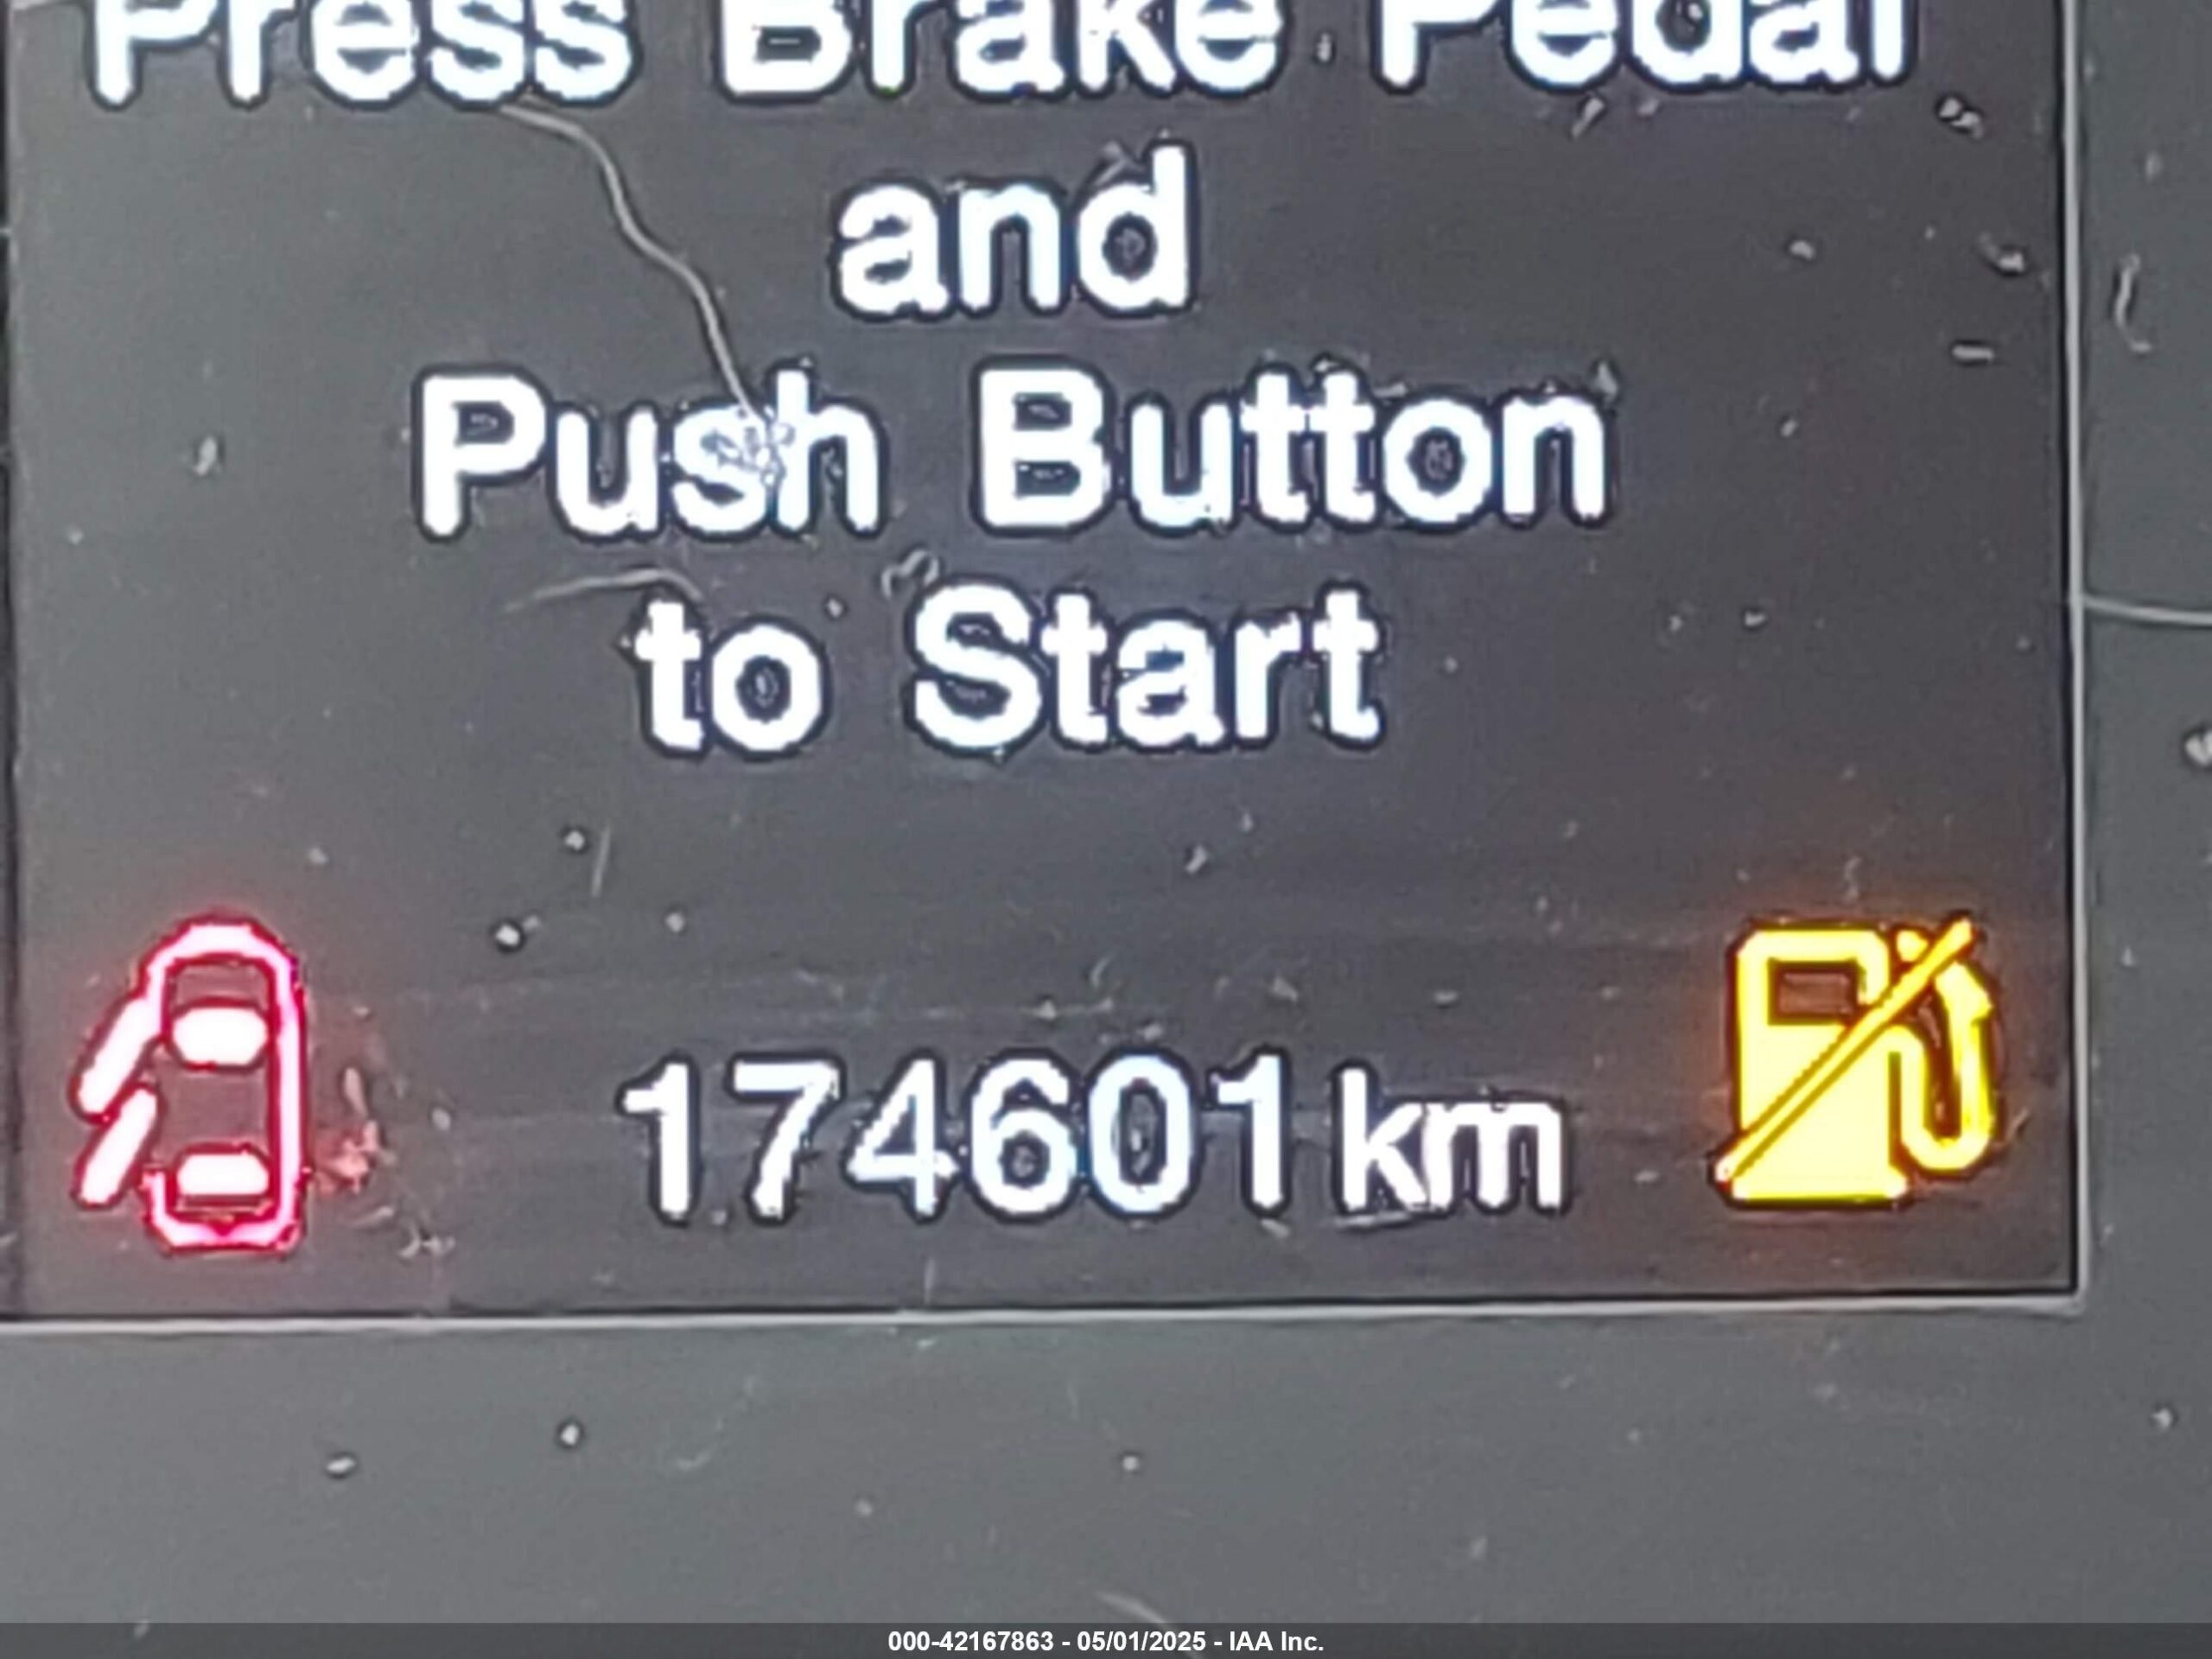 Press Brake Pedal
and
Push Button
to Start
174601 km
000-42167863 - 05/01/2025 - IAA Inc.